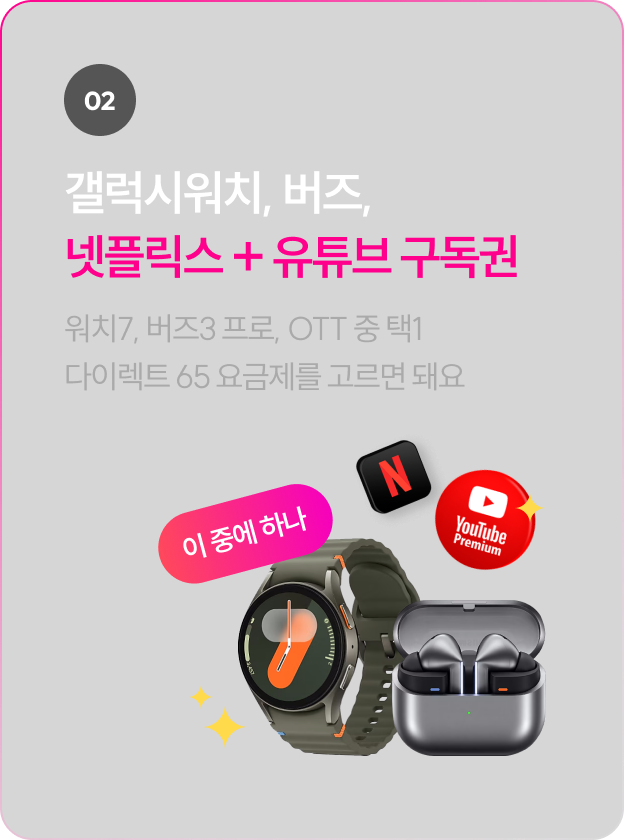 02
갤럭시워치, 버즈,
넷플릭스 + 유튜브 구독권
워치7, 버즈3 프로, OTT 중 택1
다이렉트 65 요금제를 고르면 돼요
N
이 중에 하나
YouTube
Premium